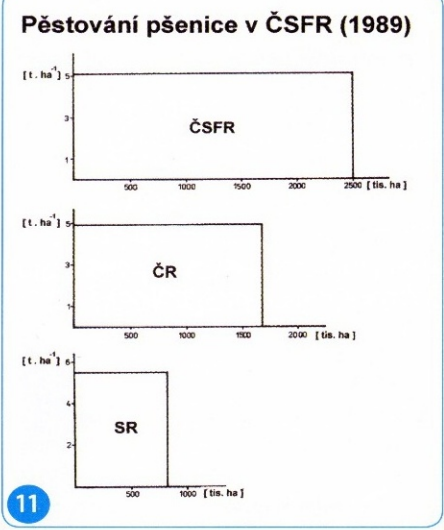 Pěstování pšenice v ČSFR (1989)
[t.ha⁻¹] 5
3
ČSFR
1
500 1000 1500 2000 2500 [tis. ha]
[t.ha⁻¹] 5
3
ČR
1
500 1000 1500 2000 [tis. ha]
[t.ha⁻¹] 6
4
SR
2
500 1000 [tis. ha]
11